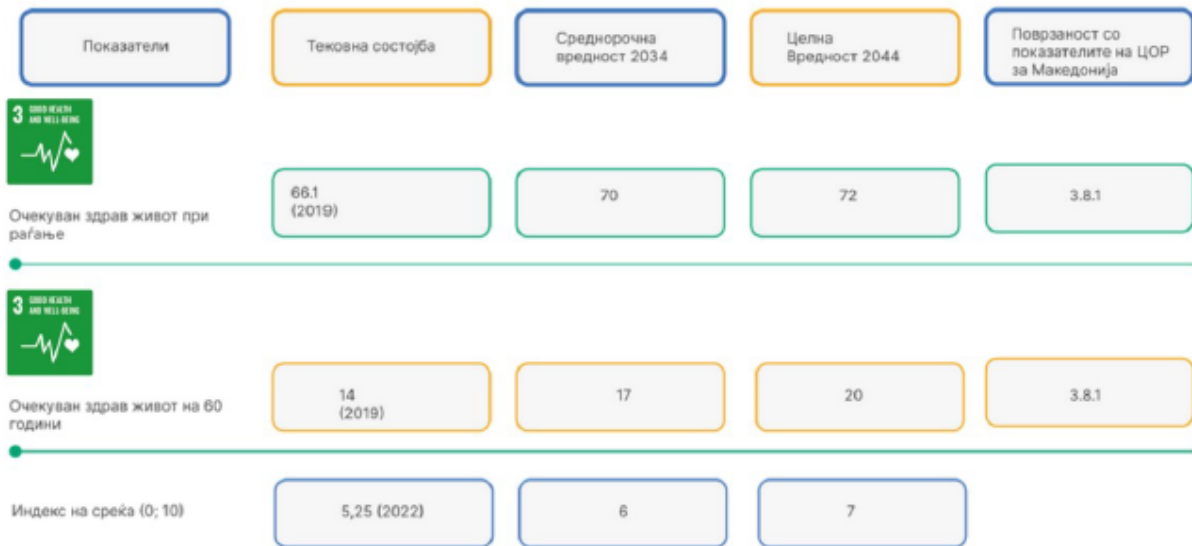 Показатели
Тековна состојба
Среднорочна
вредност 2034
Целна
Вредност 2044
Поврзаност со
показателите на ЦОР
за Македонија
3 GOOD HEALTH
AND WELL-BEING
Очекуван здрав живот при
раѓање
66.1
(2019)
70
72
3.8.1
3 GOOD HEALTH
AND WELL-BEING
Очекуван здрав живот на 60
години
14
(2019)
17
20
3.8.1
Индекс на среќа (0; 10)
5,25 (2022)
6
7